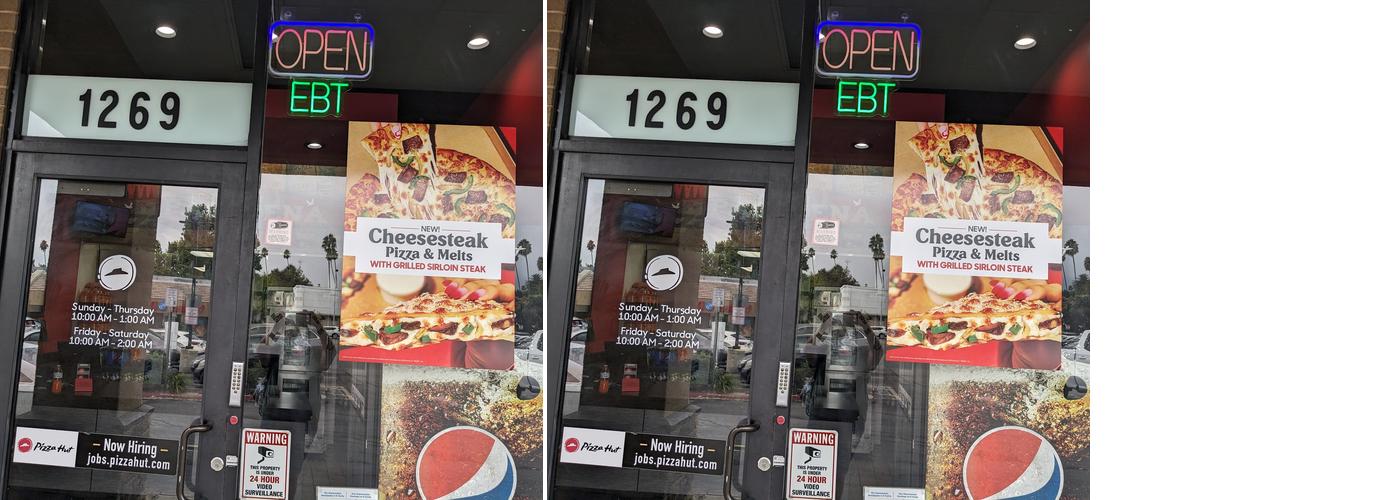 OPEN
EBT
1269
NEW!
Cheesesteak
Pizza & Melts
WITH GRILLED SIRLOIN STEAK
Sunday - Thursday
10:00 AM - 1:00 AM
Friday - Saturday
10:00 AM - 2:00 AM
Pizza Hut
Now Hiring
jobs.pizzahut.com
WARNING
THIS PROPERTY
IS UNDER
24 HOUR
VIDEO
SURVEILLANCE
OPEN
EBT
1269
NEW!
Cheesesteak
Pizza & Melts
WITH GRILLED SIRLOIN STEAK
Sunday - Thursday
10:00 AM - 1:00 AM
Friday - Saturday
10:00 AM - 2:00 AM
Pizza Hut
Now Hiring
jobs.pizzahut.com
WARNING
THIS PROPERTY
IS UNDER
24 HOUR
VIDEO
SURVEILLANCE